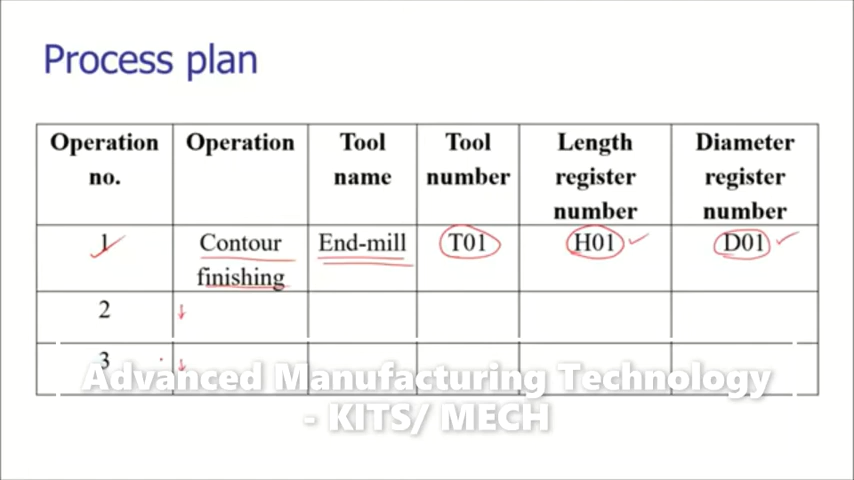 Process plan
Operation no. Operation Tool name Tool number Length register number Diameter register number
1 Contour finishing End-mill T01 H01 D01
2
3
Advanced Manufacturing Technology
- KITS/ MECH